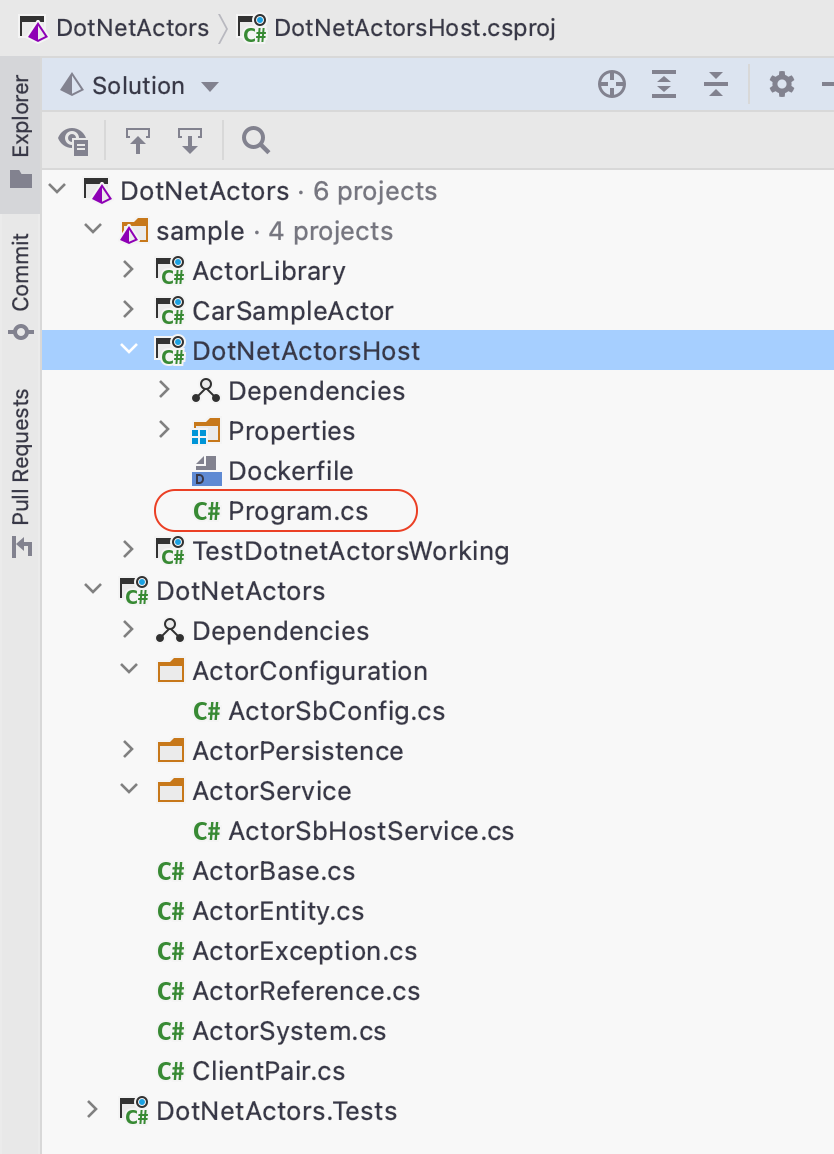 DotNetActors DotNetActorsHost.csproj
Explorer
Commit
Pull Requests
Solution
DotNetActors · 6 projects
sample · 4 projects
C# ActorLibrary
C# CarSampleActor
C# DotNetActorsHost
Dependencies
Properties
D Dockerfile
C# Program.cs
C# TestDotnetActorsWorking
C# DotNetActors
Dependencies
ActorConfiguration
C# ActorSbConfig.cs
ActorPersistence
ActorService
C# ActorSbHostService.cs
C# ActorBase.cs
C# ActorEntity.cs
C# ActorException.cs
C# ActorReference.cs
C# ActorSystem.cs
C# ClientPair.cs
C# DotNetActors.Tests